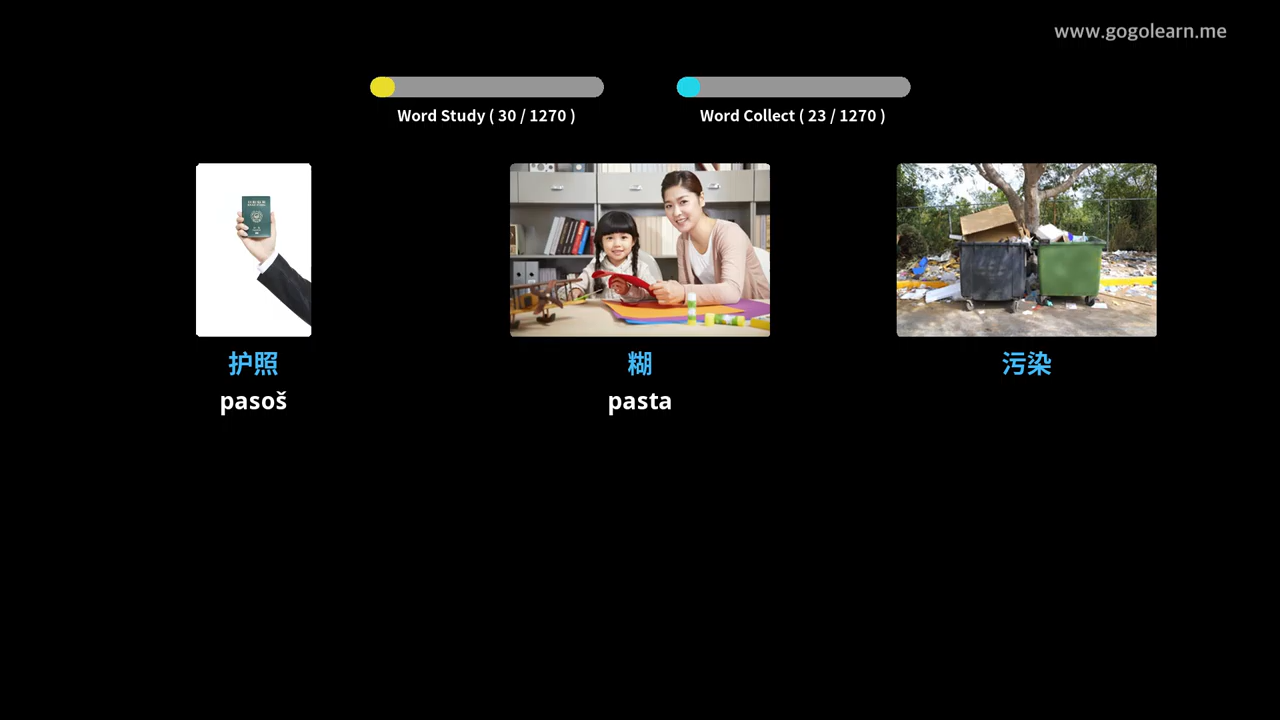 www.gogolearn.me
Word Study ( 30 / 1270 )
Word Collect ( 23 / 1270 )
护照
糊
污染
pasoš
pasta